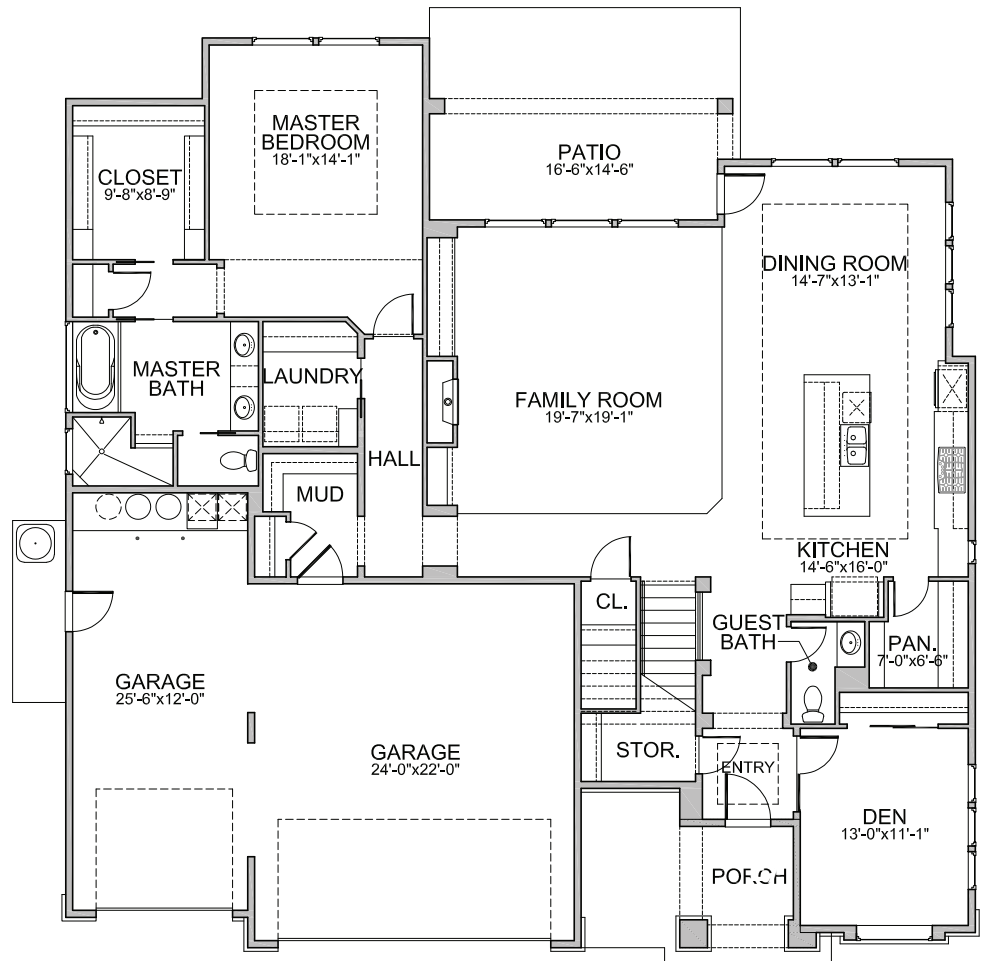 MASTER
BEDROOM
18'-1"x14'-1"
PATIO
16'-6"x14'-6"
CLOSET
9'-8"x8'-9"
DINING ROOM
14'-7"x13'-1"
MASTER
BATH
LAUNDRY
FAMILY ROOM
19'-7"x19'-1"
HALL
MUD
KITCHEN
14'-6"x16'-0"
CL.
GUEST
BATH
PAN.
7'-0"x6'-6"
GARAGE
25'-6"x12'-0"
GARAGE
24'-0"x22'-0"
STOR.
ENTRY
DEN
13'-0"x11'-1"
PORCH